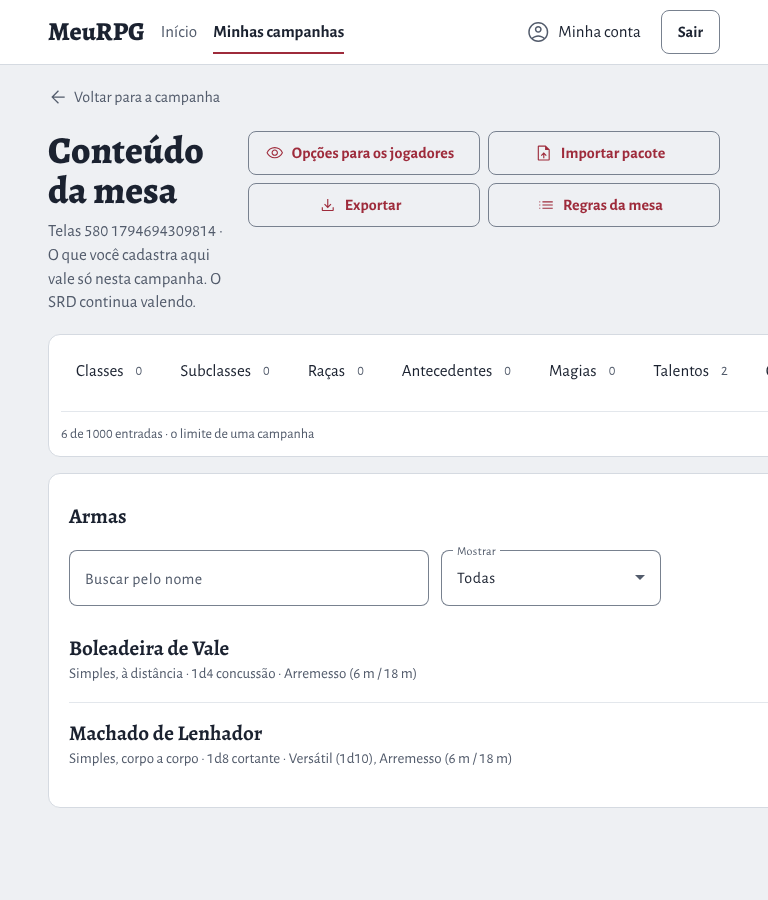 MeuRPG Início Minhas campanhas Minha conta Sair
Voltar para a campanha
Conteúdo
da mesa
Telas 580 1794694309814 ·
O que você cadastra aqui
vale só nesta campanha. O
SRD continua valendo.
Opções para os jogadores Importar pacote
Exportar Regras da mesa
Classes 0 Subclasses 0 Raças 0 Antecedentes 0 Magias 0 Talentos 2
6 de 1000 entradas · o limite de uma campanha
Armas
Mostrar
Buscar pelo nome Todas
Boleadeira de Vale
Simples, à distância · 1d4 concussão · Arremesso (6 m / 18 m)
Machado de Lenhador
Simples, corpo a corpo · 1d8 cortante · Versátil (1d10), Arremesso (6 m / 18 m)